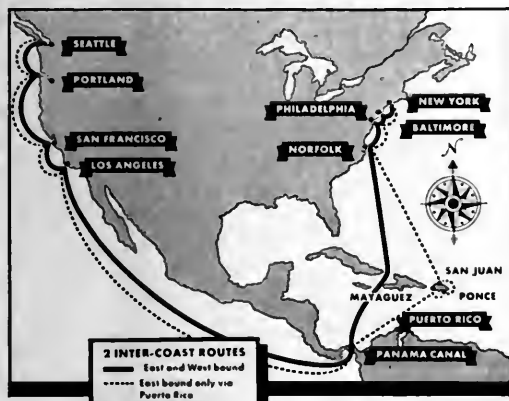 SEATTLE
PORTLAND
SAN FRANCISCO
LOS ANGELES
PHILADELPHIA
NEW YORK
BALTIMORE
NORFOLK
N
SAN JUAN
MAYAGUEZ
PONCE
PUERTO RICO
PANAMA CANAL
2 INTER-COAST ROUTES
East and West bound
East bound only via
Puerto Rico